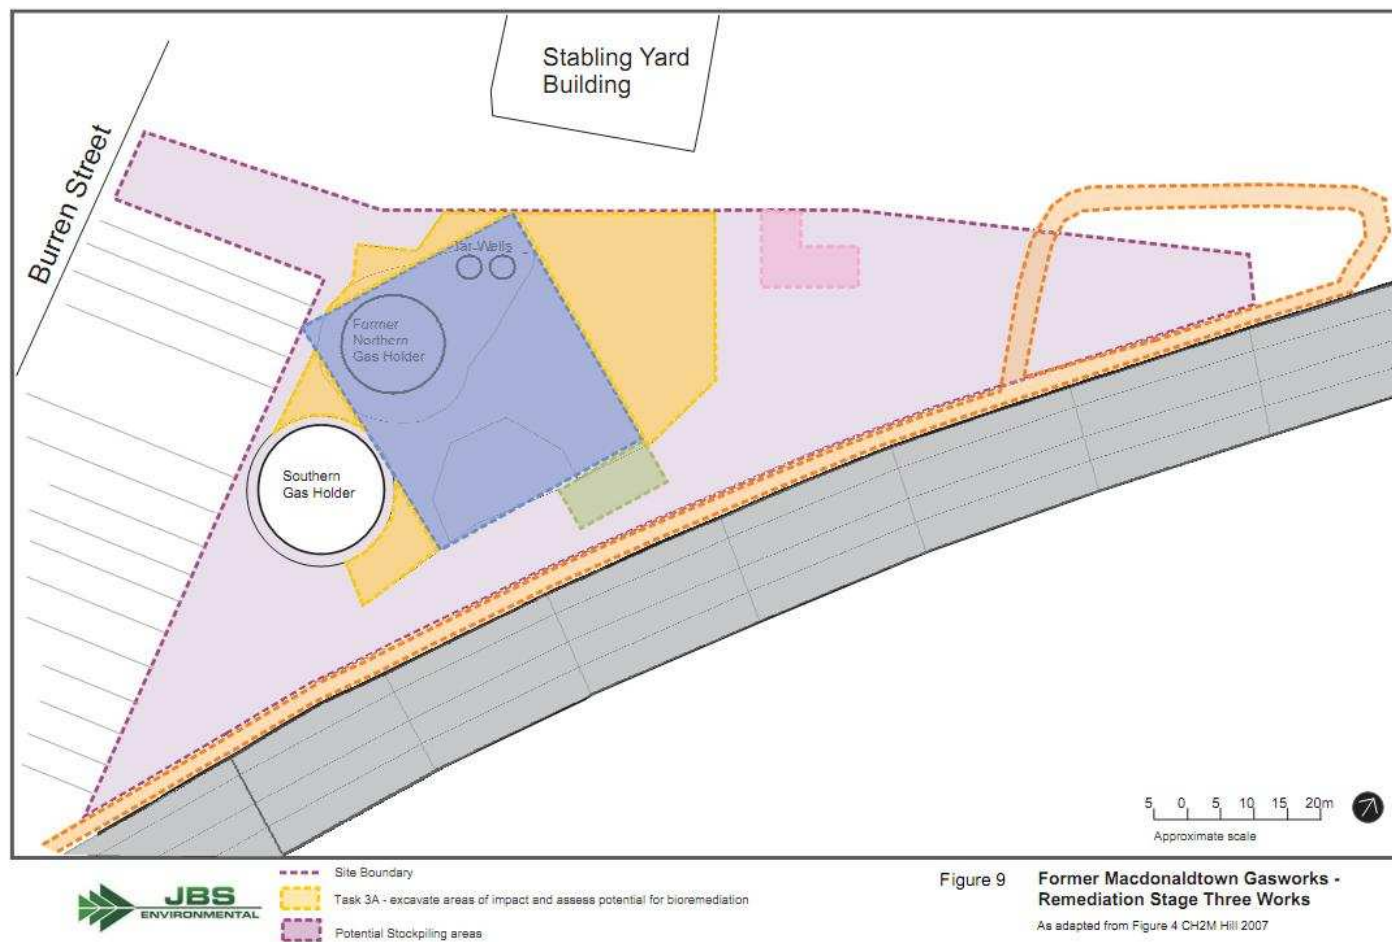 Stabling Yard
Building
Burren Street
Tar Wells
Former
Northern
Gas Holder
Southern
Gas Holder
5 0 5 10 15 20m
Approximate scale
JBS
ENVIRONMENTAL
Site Boundary
Task 3A - excavate areas of impact and assess potential for bioremediation
Potential Stockpiling areas
Figure 9
Former Macdonaldtown Gasworks -
Remediation Stage Three Works
As adapted from Figure 4 CH2M Hill 2007